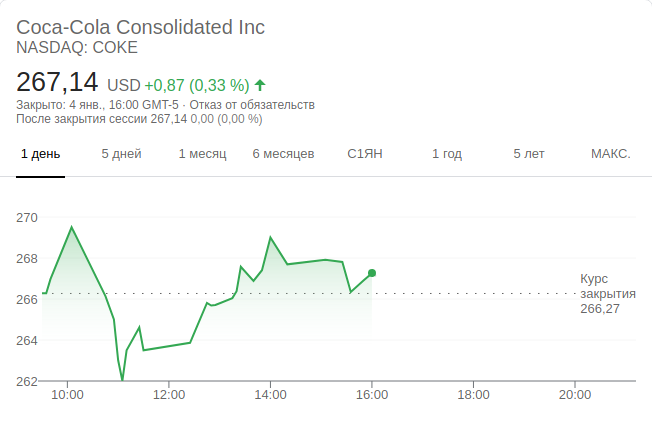 Coca-Cola Consolidated Inc
NASDAQ: COKE
267,14 USD +0,87 (0,33 %)
Закрыто: 4 янв., 16:00 GMT-5 · Отказ от обязательств
После закрытия сессии 267,14 0,00 (0,00 %)
1 день 5 дней 1 месяц 6 месяцев С1ЯН 1 год 5 лет МАКС.
270
268
266
264
262
Курс
закрытия
266,27
10:00 12:00 14:00 16:00 18:00 20:00